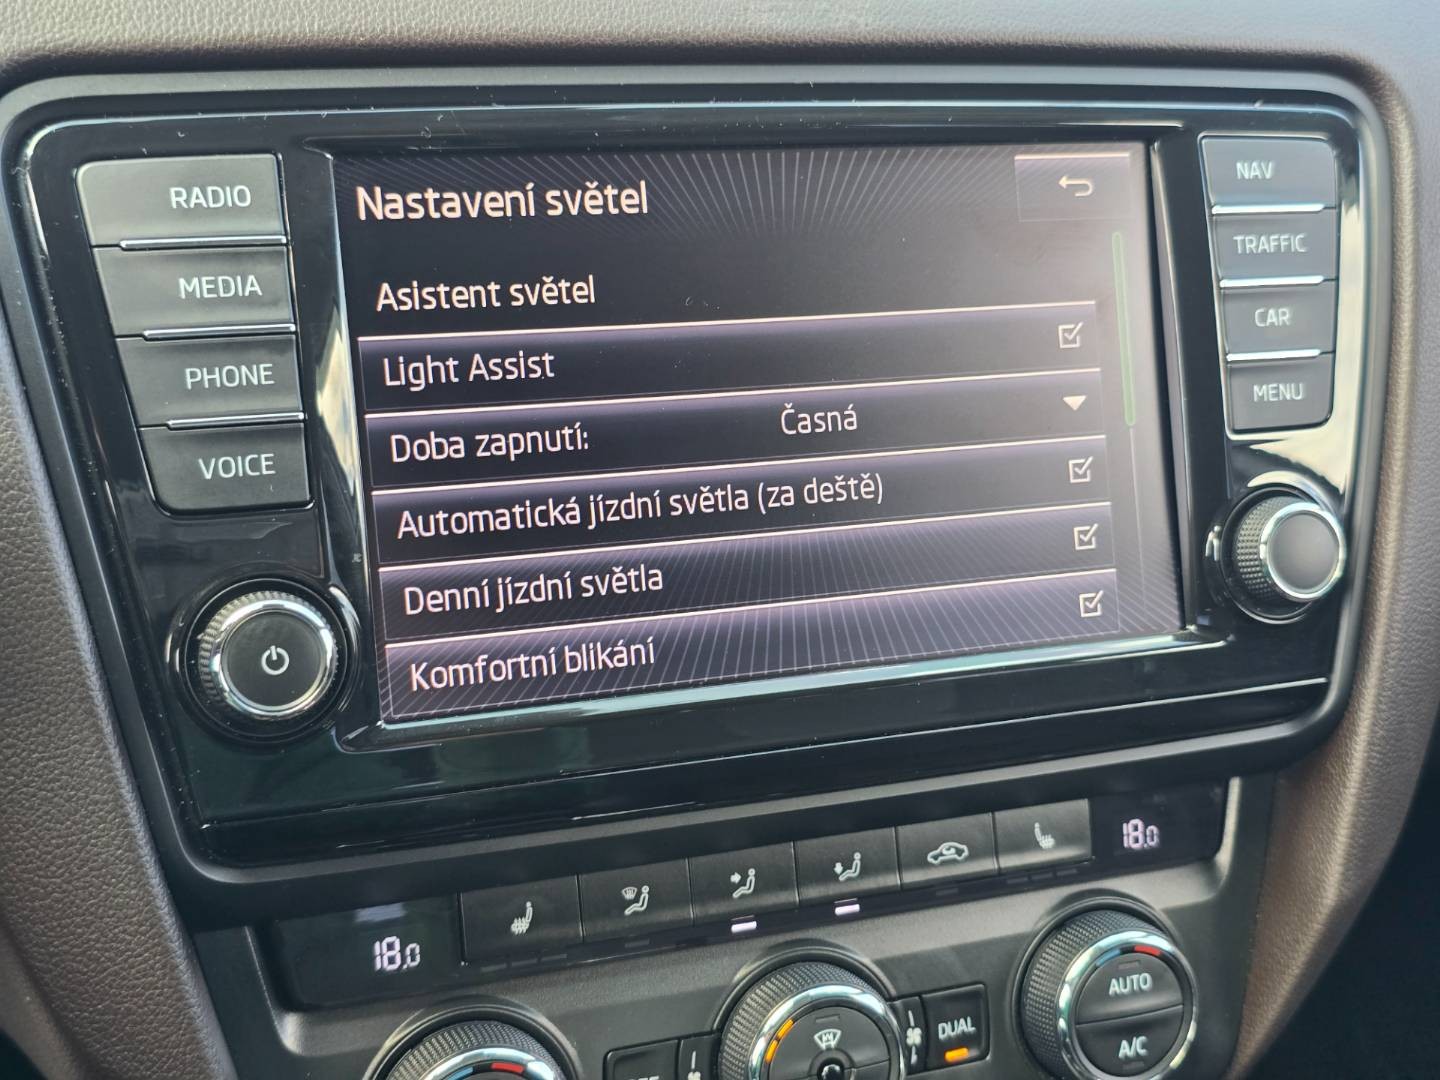 RADIO
MEDIA
PHONE
VOICE
Nastavení světel
Asistent světel
Light Assist
Doba zapnutí: Časná
Automatická jízdní světla (za deště)
Denní jízdní světla
Komfortní blikání
NAV
TRAFFIC
CAR
MENU
18.0
18.0
DUAL
AUTO
A/C